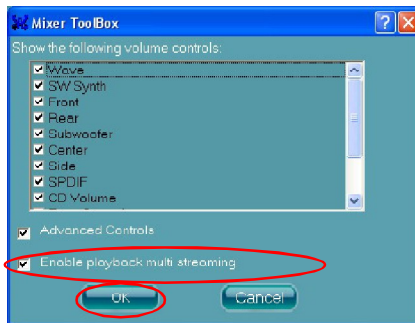 Mixer ToolBox
Show the following volume controls:
Wave
SW Synth
Front
Rear
Subwoofer
Center
Side
SPDIF
CD Volume
Advanced Controls
Enable playback multi streaming
OK
Cancel